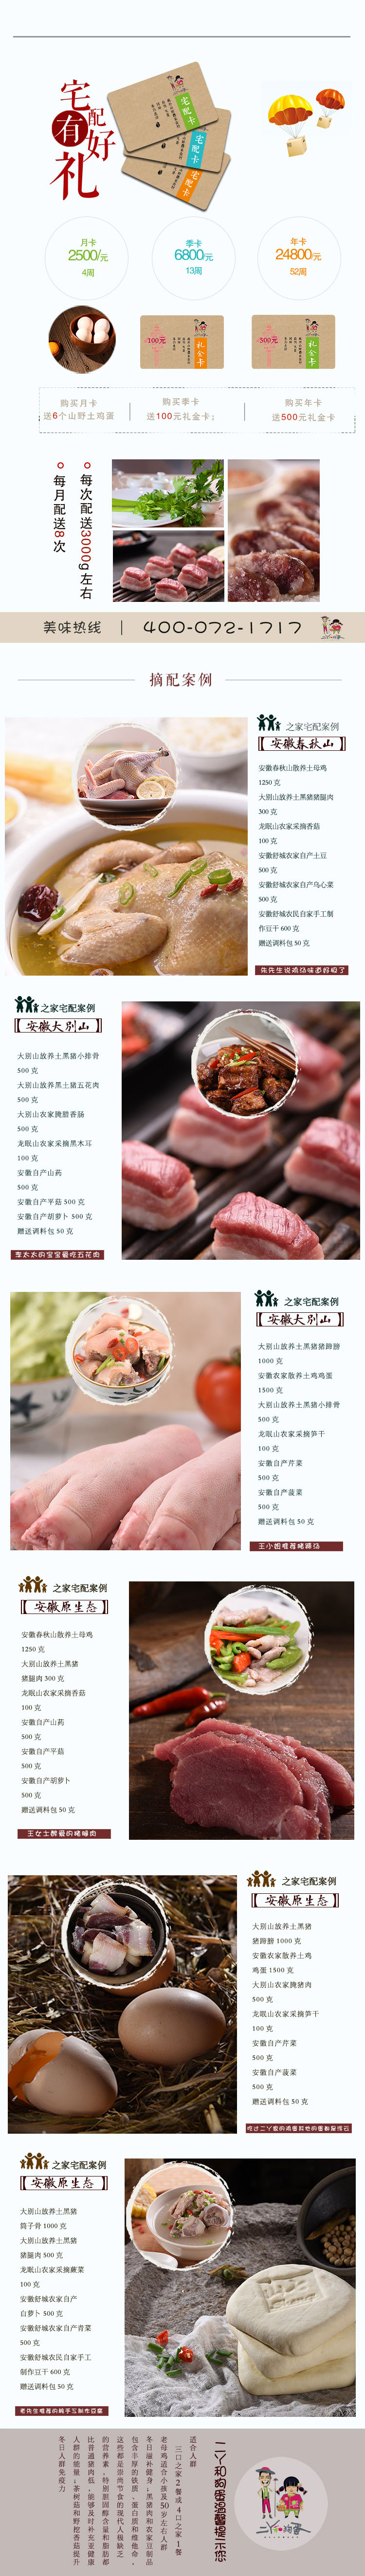 宅配有好礼
宅配卡
宅配卡
宅配卡
月卡
2500/元
4周
季卡
6800/元
13周
年卡
24800/元
52周
100元
礼金卡
500元
礼金卡
购买月卡
送6个山野土鸡蛋
购买季卡
送100元礼金卡;
购买年卡
送500元礼金卡
每次配送3000g左右
每月配送8次
美味热线
400-072-1717
摘配案例
之家宅配案例
【安徽春秋山】
安徽春秋山散养土母鸡
1250 克
大别山放养土黑猪猪腿肉
300 克
龙眠山农家采摘香菇
100 克
安徽舒城农家自产土豆
500 克
安徽舒城农家自产乌心菜
500 克
安徽舒城农民自家手工制
作豆干 600 克
赠送调料包 50 克
朱先生说鸡汤味道好极了
之家宅配案例
【安徽大别山】
大别山放养土黑猪小排骨
500 克
大别山放养黑土猪五花肉
500 克
大别山农家腌腊香肠
500 克
龙眠山农家采摘黑木耳
100 克
安徽自产山药
500 克
安徽自产平菇 500 克
安徽自产胡萝卜 500 克
赠送调料包 50 克
李太太的宝宝爱吃五花肉
之家宅配案例
【安徽大别山】
大别山放养土黑猪猪蹄膀
1000 克
安徽农家散养土鸡鸡蛋
1500 克
大别山放养土黑猪小排骨
500 克
龙眠山农家采摘笋干
100 克
安徽自产芹菜
500 克
安徽自产菠菜
500 克
赠送调料包 50 克
王小姐推荐猪蹄汤
之家宅配案例
【安徽原生态】
安徽春秋山散养土母鸡
1250 克
大别山放养土黑猪
猪腿肉 300 克
龙眠山农家采摘香菇
100 克
安徽自产山药
500 克
安徽自产平菇
500 克
安徽自产胡萝卜
500 克
赠送调料包 50 克
王女士酷爱的猪腿肉
之家宅配案例
【安徽原生态】
大别山放养土黑猪
猪蹄膀 1000 克
安徽农家散养土鸡
鸡蛋 1500 克
大别山农家腌猪肉
500 克
龙眠山农家采摘笋干
100 克
安徽自产芹菜
500 克
安徽自产菠菜
500 克
赠送调料包 50 克
之家宅配案例
【安徽原生态】
大别山放养土黑猪
筒子骨 1000 克
大别山放养土黑猪
猪腿肉 500 克
龙眠山农家采摘蕨菜
100 克
安徽舒城农家自产
白萝卜 500 克
安徽舒城农家自产青菜
500 克
安徽舒城农民自家手工
制作豆干 600 克
赠送调料包 50 克
老先生推荐的纯手工制作豆腐
二丫和狗蛋温馨提示您
适合人群
三口之家2餐或4口之家1餐
老母鸡适合小孩及50岁左右人群
冬日滋补健身；黑猪肉和农家豆制品
包含丰厚的铁质、蛋白质和维他命，
这些都是崇尚节食的现代人极缺乏
的营养素，特别胆固醇含量和脂肪都
比普通猪肉低，能够及时补充亚健康
人群的能量；茶树菇和野挖香菇提升
冬日人群免疫力
二丫和狗蛋